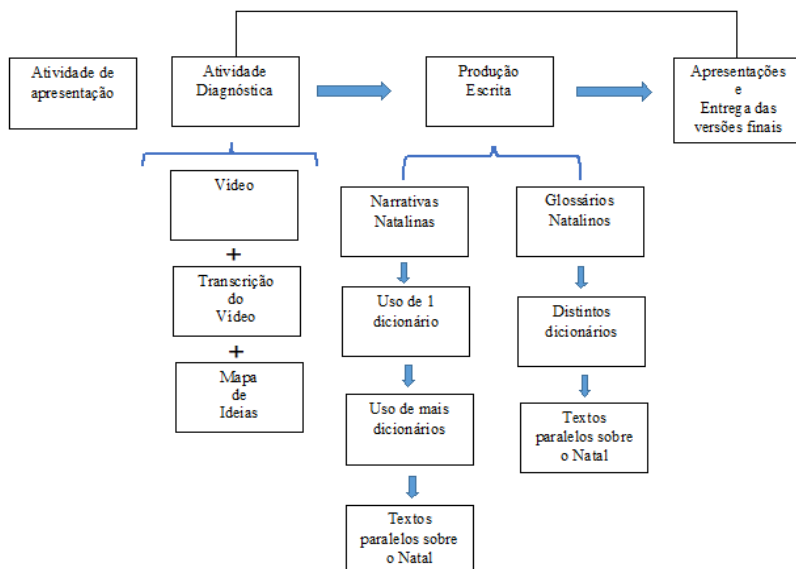 Atividade de
apresentação
Atividade
Diagnóstica
Produção
Escrita
Apresentações
e
Entrega das
versões finais
Vídeo
+
Transcrição
do
Vídeo
+
Mapa
de
Ideias
Narrativas
Natalinas
Uso de 1
dicionário
Uso de mais
dicionários
Textos
paralelos sobre
o Natal
Glossários
Natalinos
Distintos
dicionários
Textos
paralelos sobre
o Natal